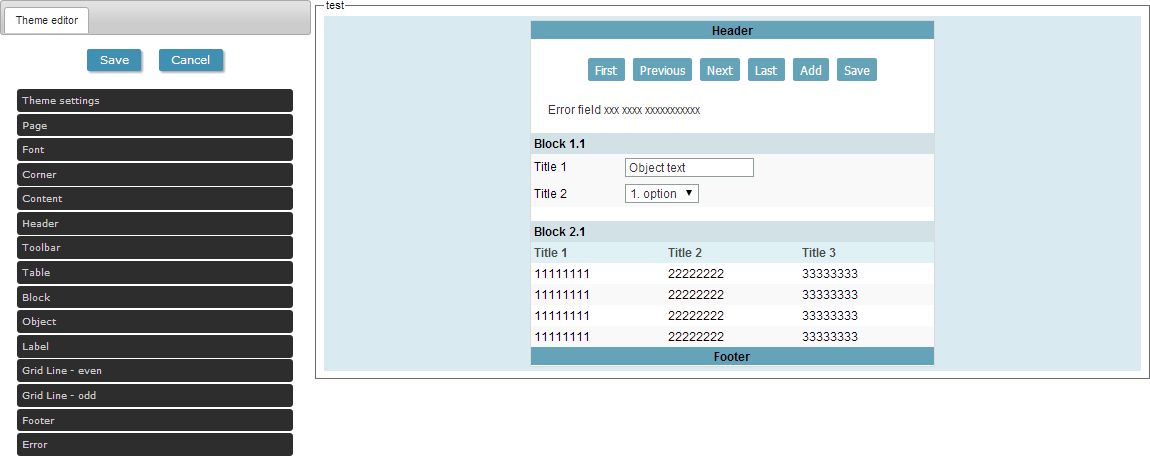 Theme editor
Save Cancel
Theme settings
Page
Font
Corner
Content
Header
Toolbar
Table
Block
Object
Label
Grid Line - even
Grid Line - odd
Footer
Error
test
Header
First Previous Next Last Add Save
Error field xxx xxxx xxxxxxxxxxx
Block 1.1
Title 1 Object text
Title 2 1. option
Block 2.1
Title 1 Title 2 Title 3
11111111 22222222 33333333
11111111 22222222 33333333
11111111 22222222 33333333
11111111 22222222 33333333
Footer